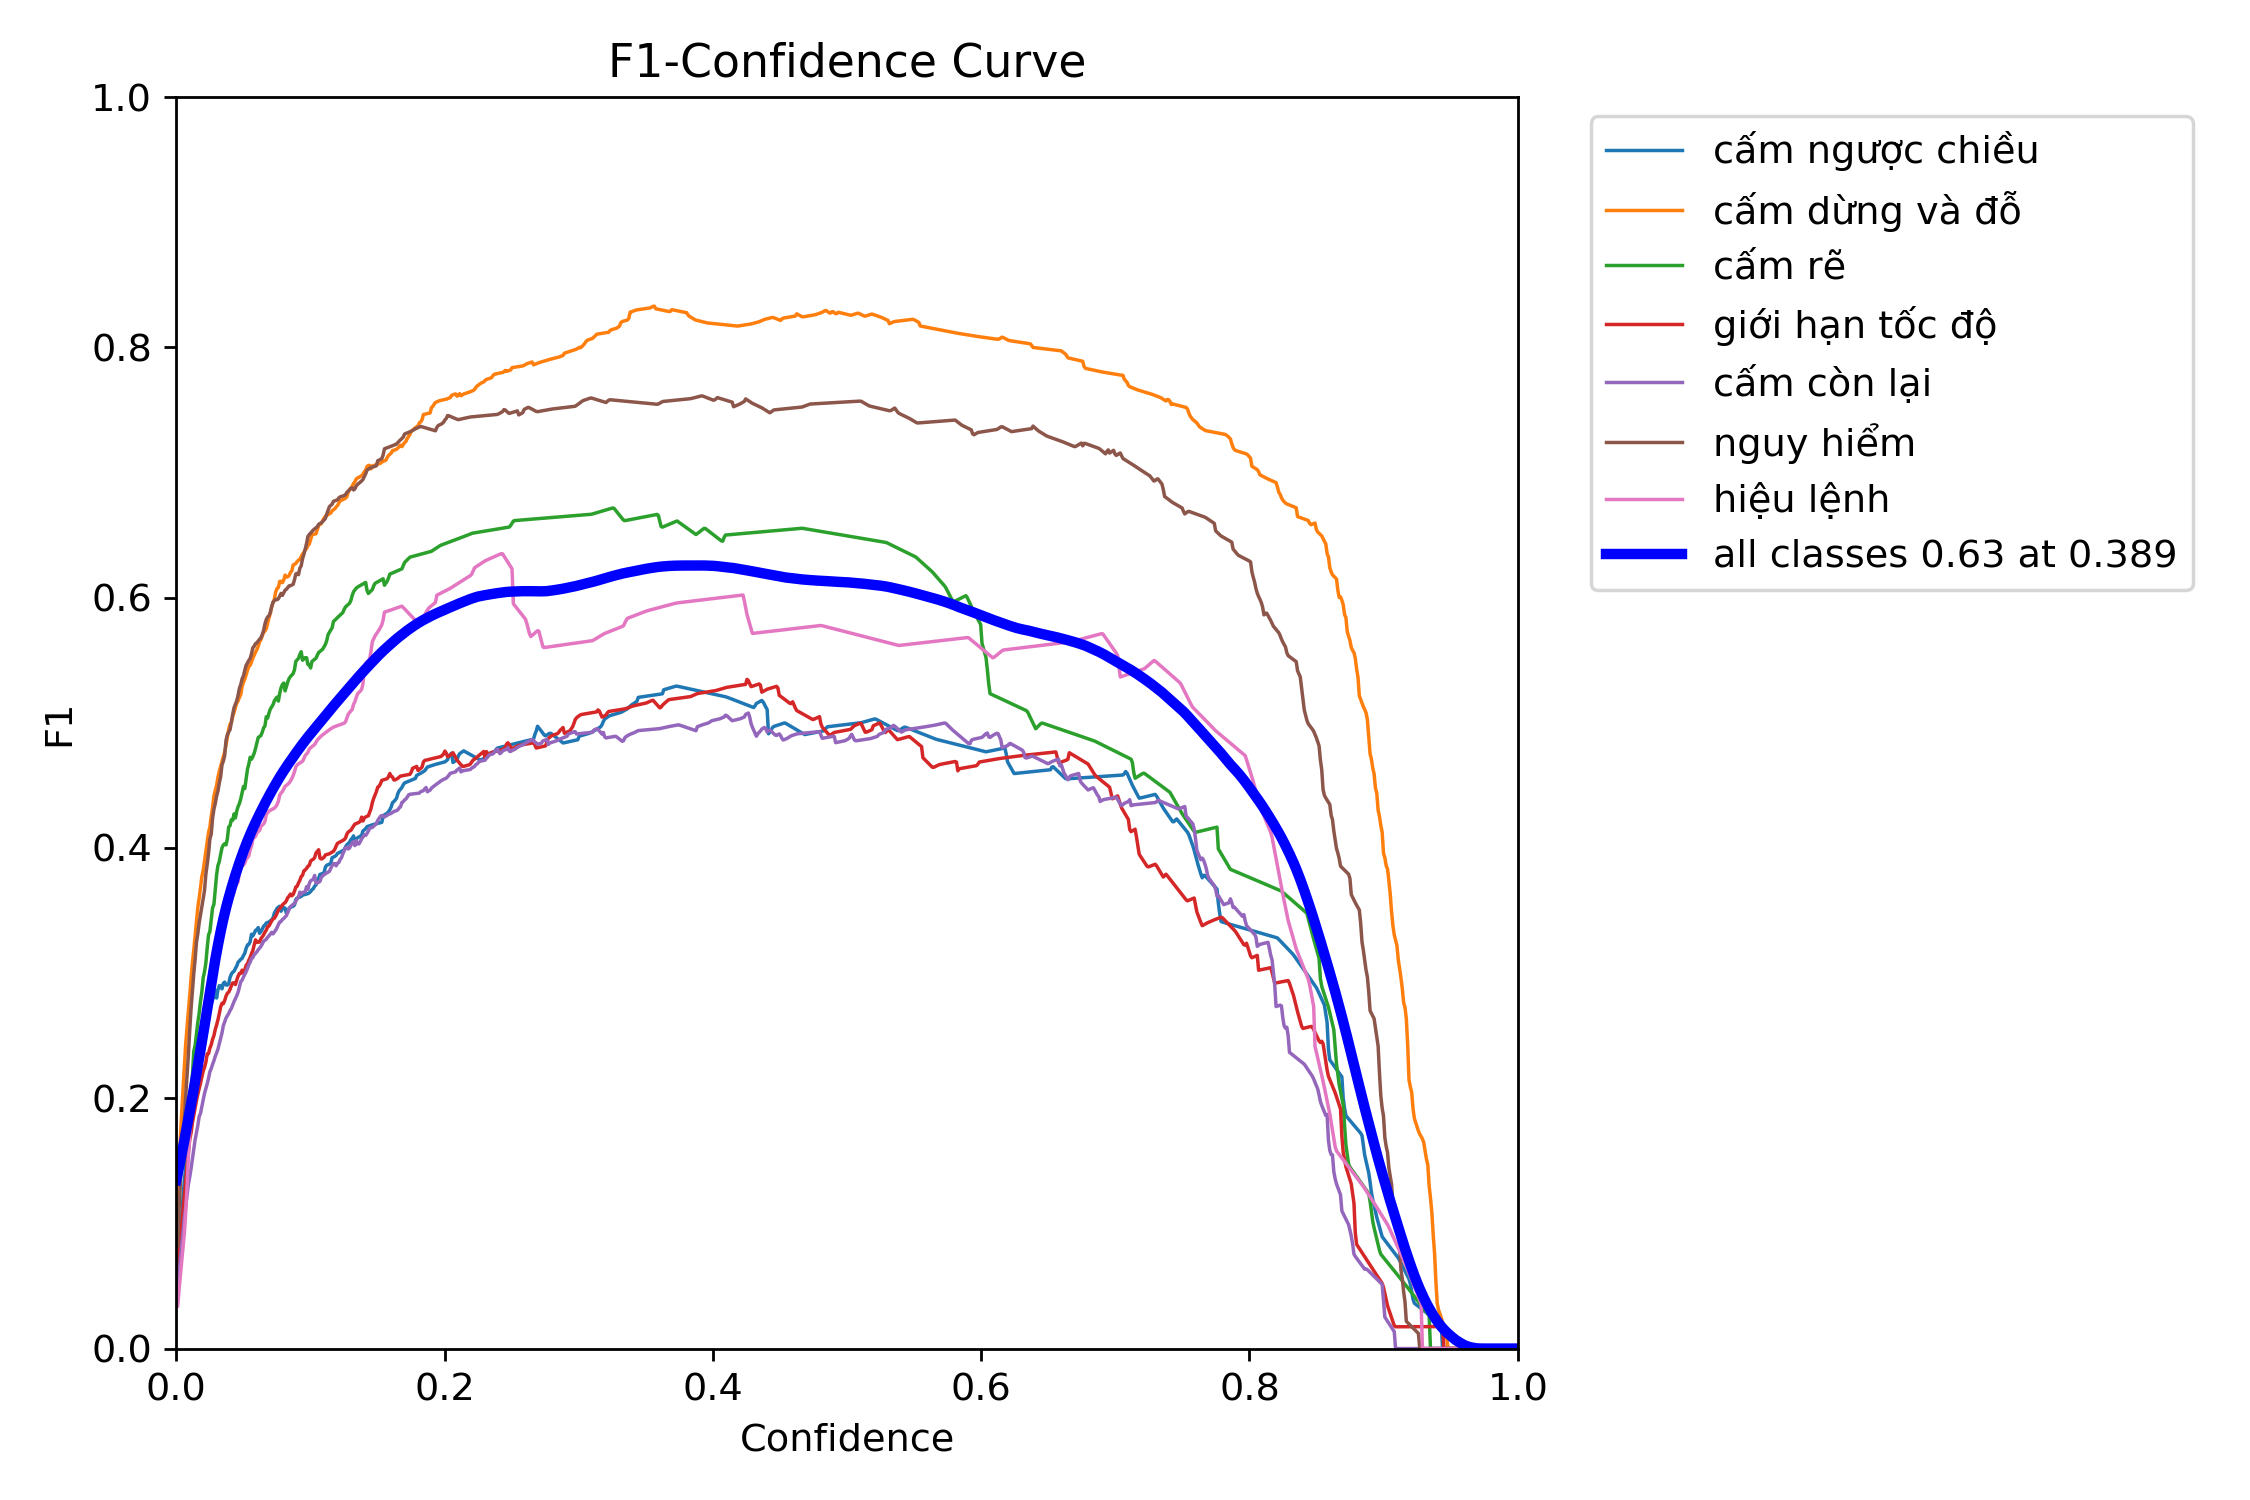 F1-Confidence Curve
1.0
0.8
0.6
0.4
0.2
0.0
F1
0.0 0.2 0.4 0.6 0.8 1.0
Confidence
cấm ngược chiều
cấm dừng và đỗ
cấm rẽ
giới hạn tốc độ
cấm còn lại
nguy hiểm
hiệu lệnh
all classes 0.63 at 0.389